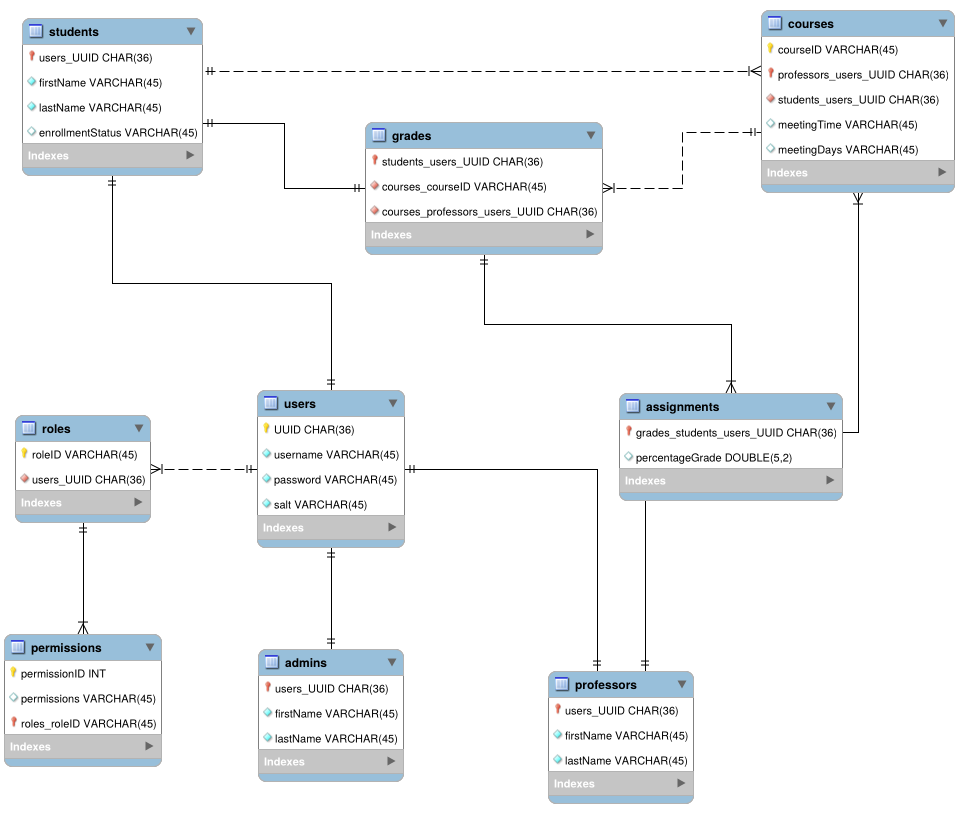 students
users_UUID CHAR(36)
firstName VARCHAR(45)
lastName VARCHAR(45)
enrollmentStatus VARCHAR(45)
Indexes
courses
courseID VARCHAR(45)
professors_users_UUID CHAR(36)
students_users_UUID CHAR(36)
meetingTime VARCHAR(45)
meetingDays VARCHAR(45)
Indexes
grades
students_users_UUID CHAR(36)
courses_courseID VARCHAR(45)
courses_professors_users_UUID CHAR(36)
Indexes
users
UUID CHAR(36)
username VARCHAR(45)
password VARCHAR(45)
salt VARCHAR(45)
Indexes
assignments
grades_students_users_UUID CHAR(36)
percentageGrade DOUBLE(5,2)
Indexes
roles
roleID VARCHAR(45)
users_UUID CHAR(36)
Indexes
permissions
permissionID INT
permissions VARCHAR(45)
roles_roleID VARCHAR(45)
Indexes
admins
users_UUID CHAR(36)
firstName VARCHAR(45)
lastName VARCHAR(45)
Indexes
professors
users_UUID CHAR(36)
firstName VARCHAR(45)
lastName VARCHAR(45)
Indexes